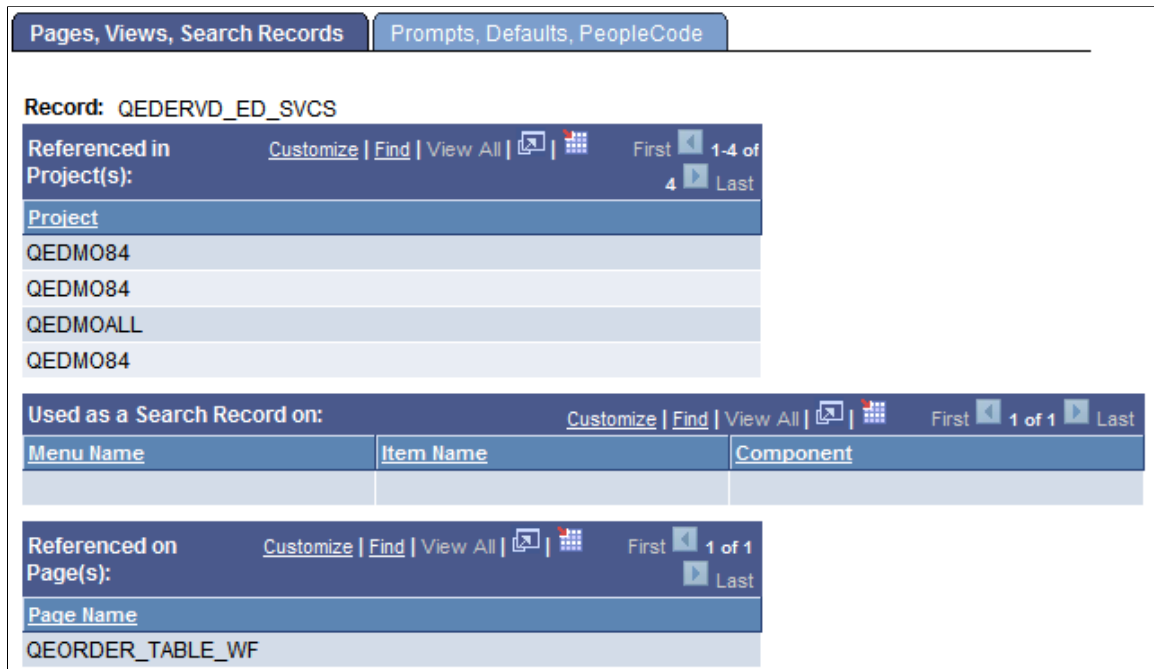 Pages, Views, Search Records Prompts, Defaults, PeopleCode
Record: QEDERVD_ED_SVCS
Referenced in Project(s): Customize | Find | View All | | First 1-4 of 4 Last
Project
QEDMO84
QEDMO84
QEDMOALL
QEDMO84
Used as a Search Record on: Customize | Find | View All | | First 1 of 1 Last
Menu Name Item Name Component
Referenced on Page(s): Customize | Find | View All | | First 1 of 1 Last
Page Name
QEORDER_TABLE_WF